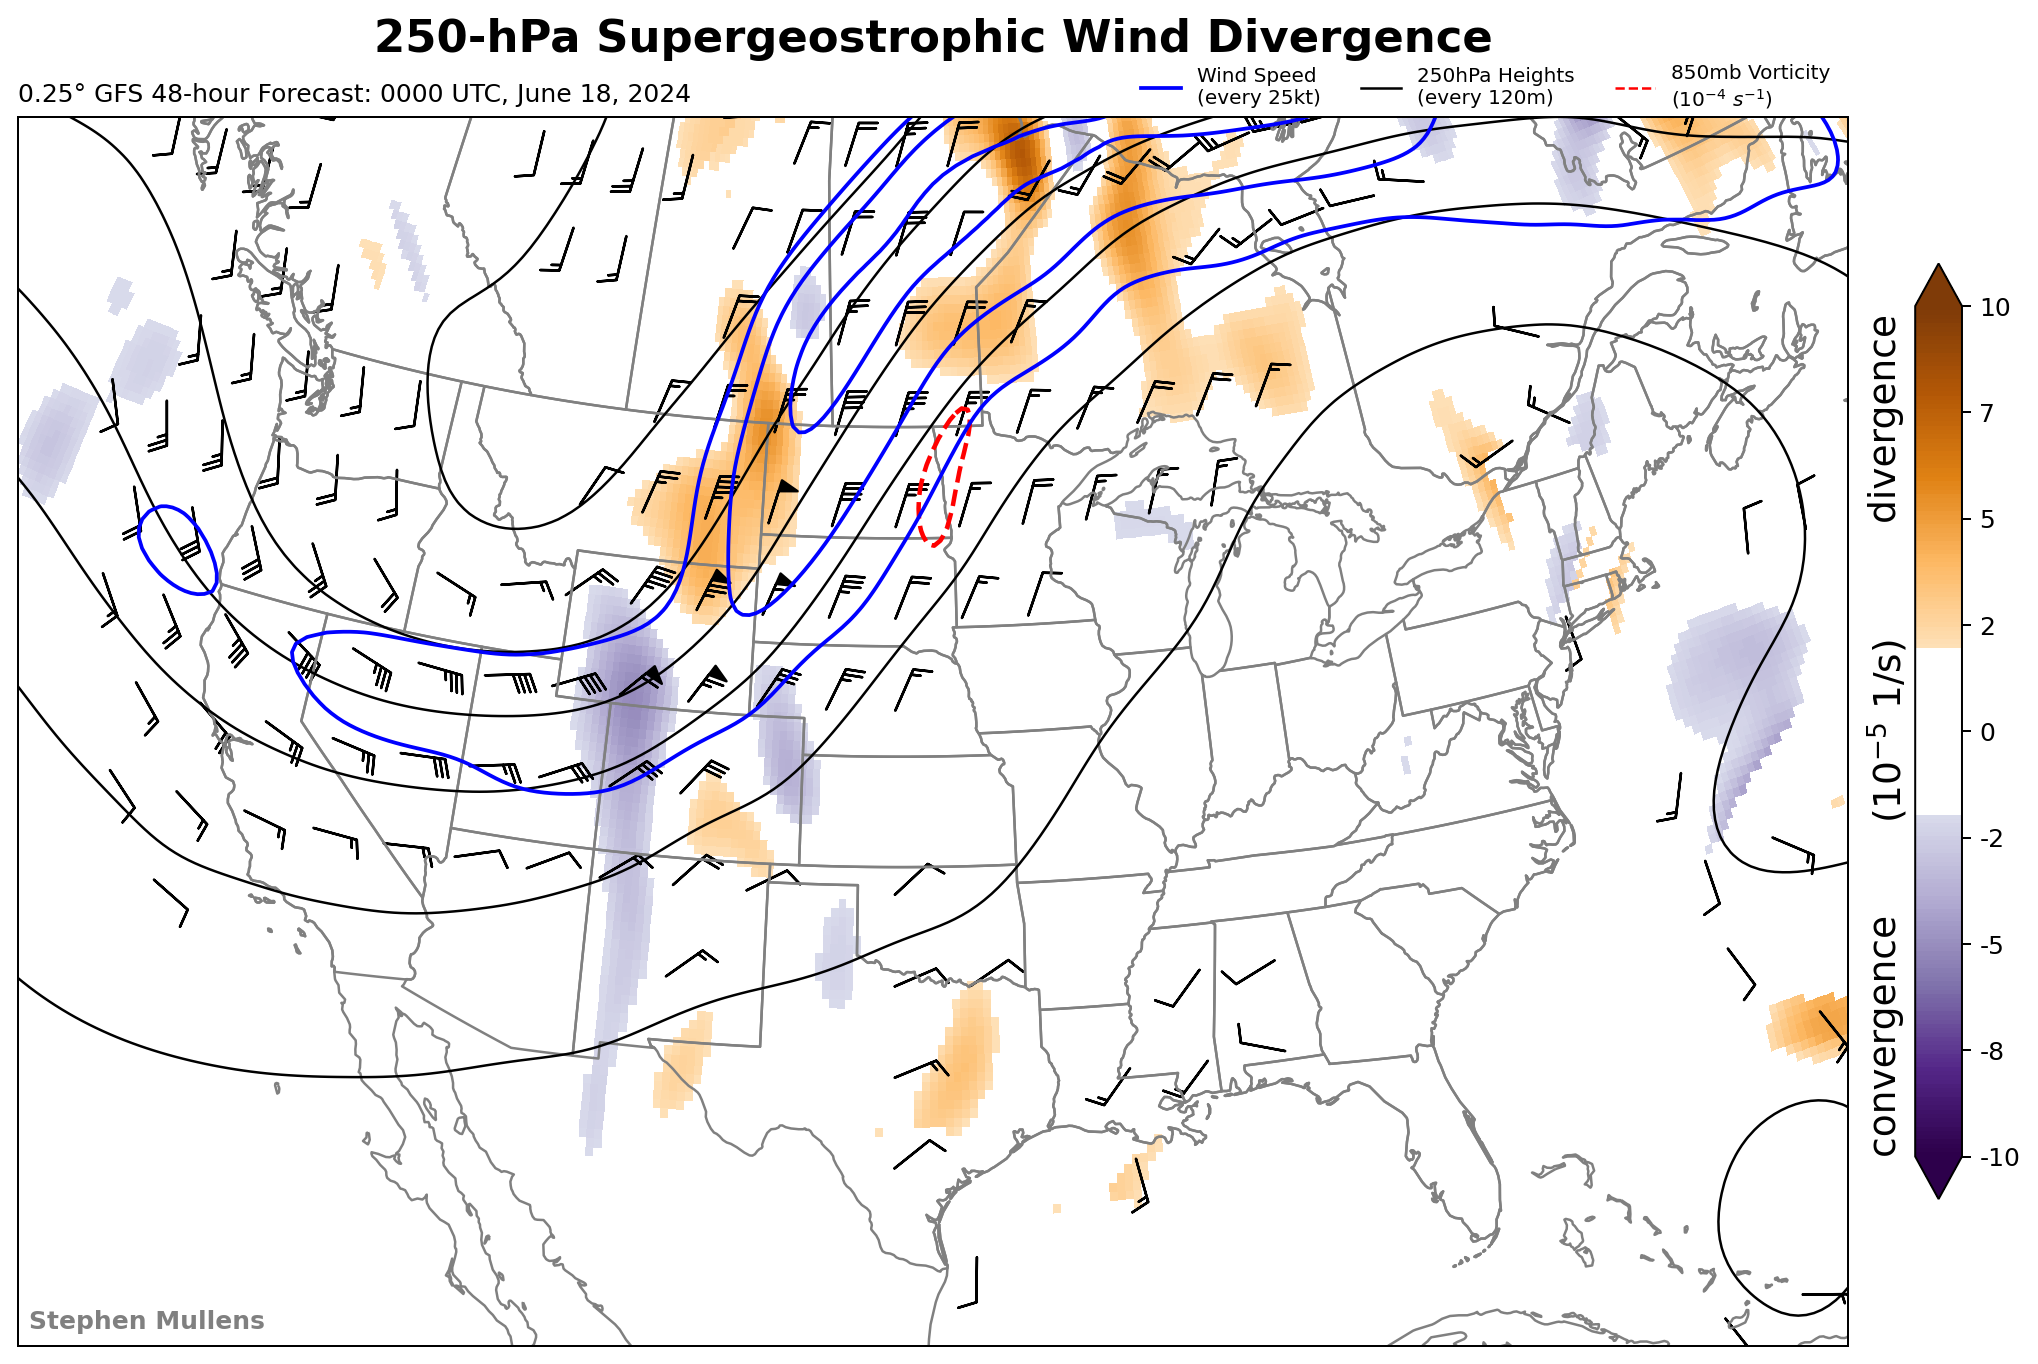 250-hPa Supergeostrophic Wind Divergence
0.25° GFS 48-hour Forecast: 0000 UTC, June 18, 2024
Wind Speed
(every 25kt)
250hPa Heights
(every 120m)
850mb Vorticity
(10⁻⁴ s⁻¹)
10
7
5
2
0
-2
-5
-8
-10
convergence (10⁻⁵ 1/s) divergence
Stephen Mullens